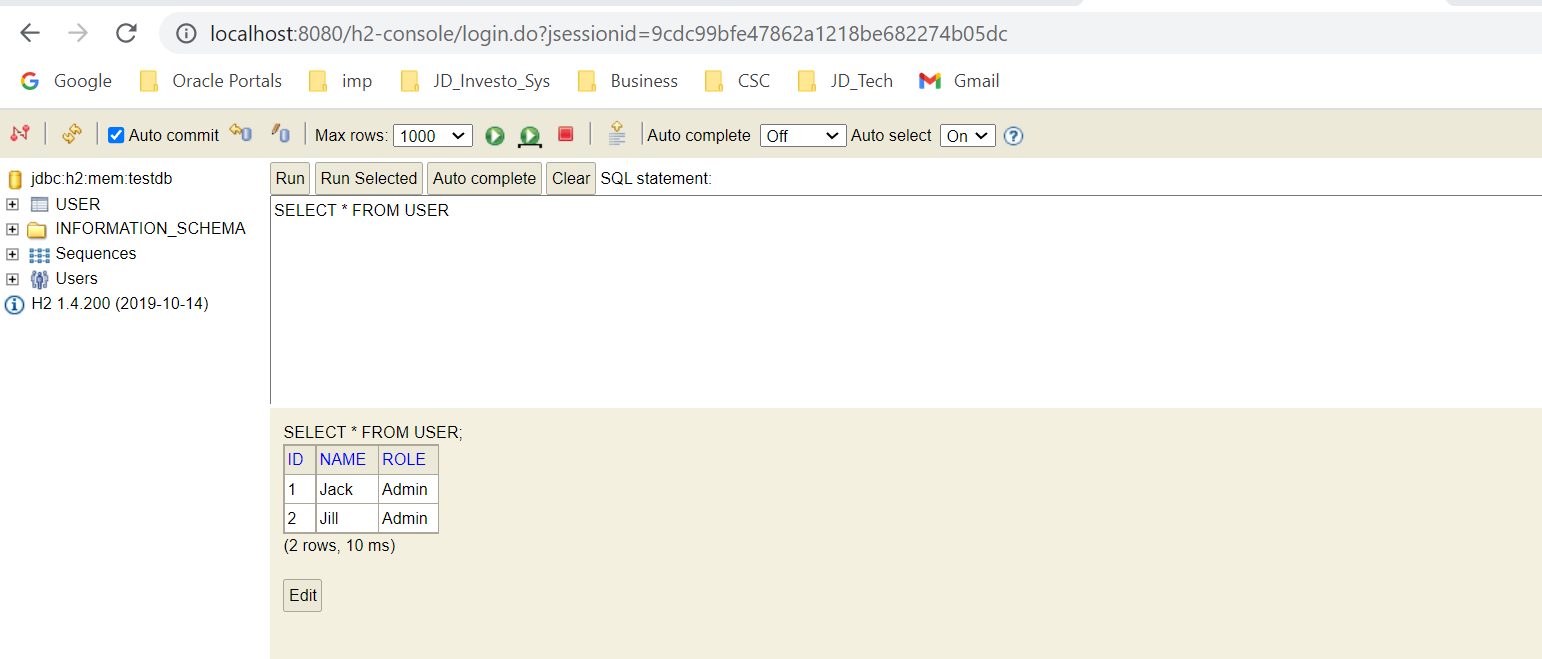 localhost:8080/h2-console/login.do?jsessionid=9cdc99bfe47862a1218be682274b05dc
Google Oracle Portals imp JD_Investo_Sys Business CSC JD_Tech Gmail
Auto commit Max rows: 1000 Auto complete Off Auto select On
jdbc:h2:mem:testdb
USER
INFORMATION_SCHEMA
Sequences
Users
H2 1.4.200 (2019-10-14)
Run Run Selected Auto complete Clear SQL statement:
SELECT * FROM USER
SELECT * FROM USER;
ID NAME ROLE
1 Jack Admin
2 Jill Admin
(2 rows, 10 ms)
Edit